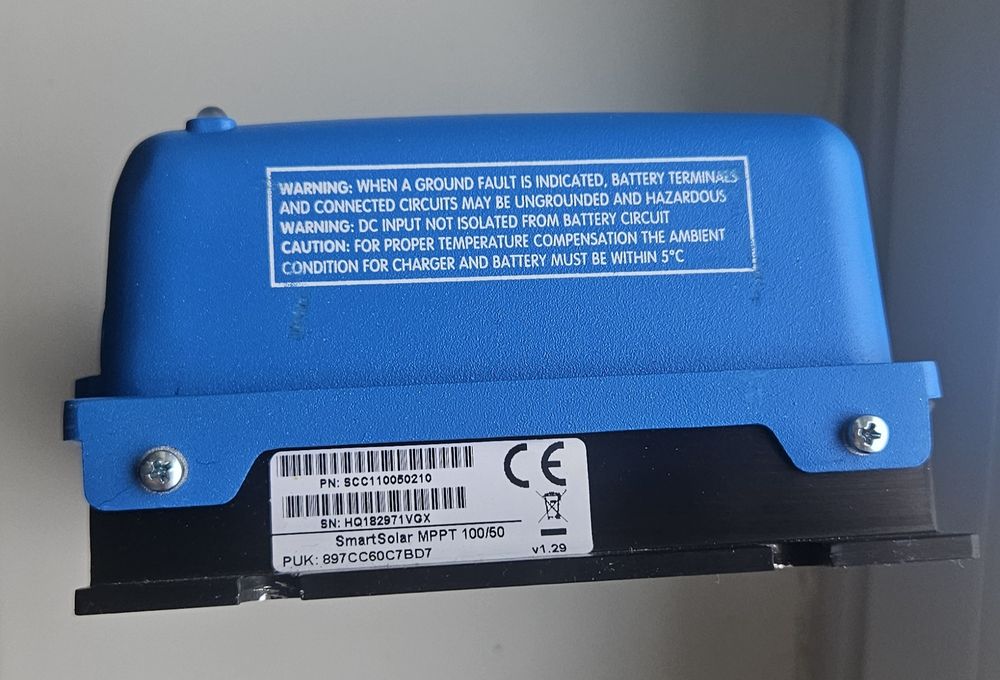 WARNING: WHEN A GROUND FAULT IS INDICATED, BATTERY TERMINALS
AND CONNECTED CIRCUITS MAY BE UNGROUNDED AND HAZARDOUS
WARNING: DC INPUT NOT ISOLATED FROM BATTERY CIRCUIT
CAUTION: FOR PROPER TEMPERATURE COMPENSATION THE AMBIENT
CONDITION FOR CHARGER AND BATTERY MUST BE WITHIN 5°C
PN: SCC110050210
SN: HQ182971VGX
SmartSolar MPPT 100/50
PUK: 897CC60C7BD7
CE
v1.29